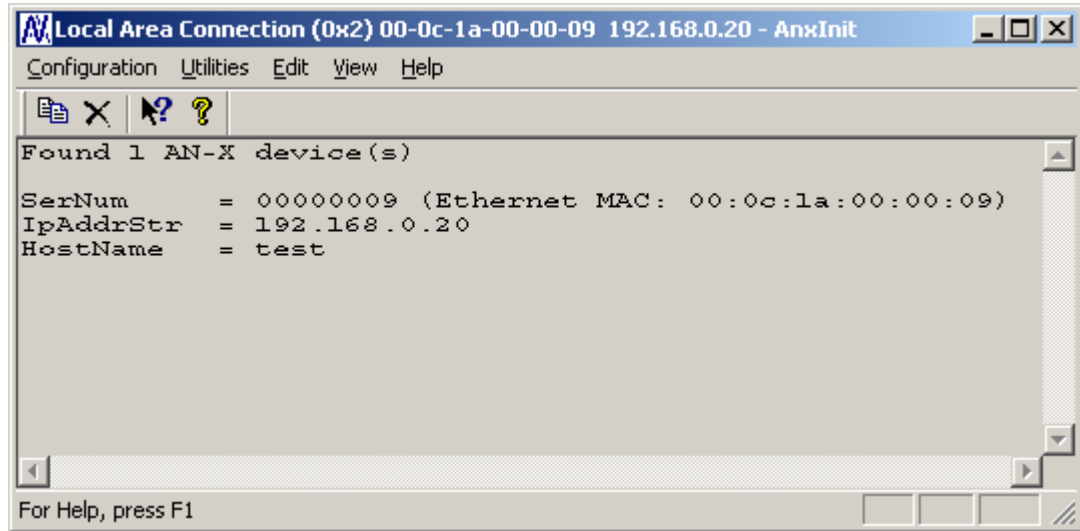 Local Area Connection (0x2) 00-0c-1a-00-00-09 192.168.0.20 - AnxInit
Configuration Utilities Edit View Help
Found 1 AN-X device(s)
SerNum = 00000009 (Ethernet MAC: 00:0c:1a:00:00:09)
IpAddrStr = 192.168.0.20
HostName = test
For Help, press F1